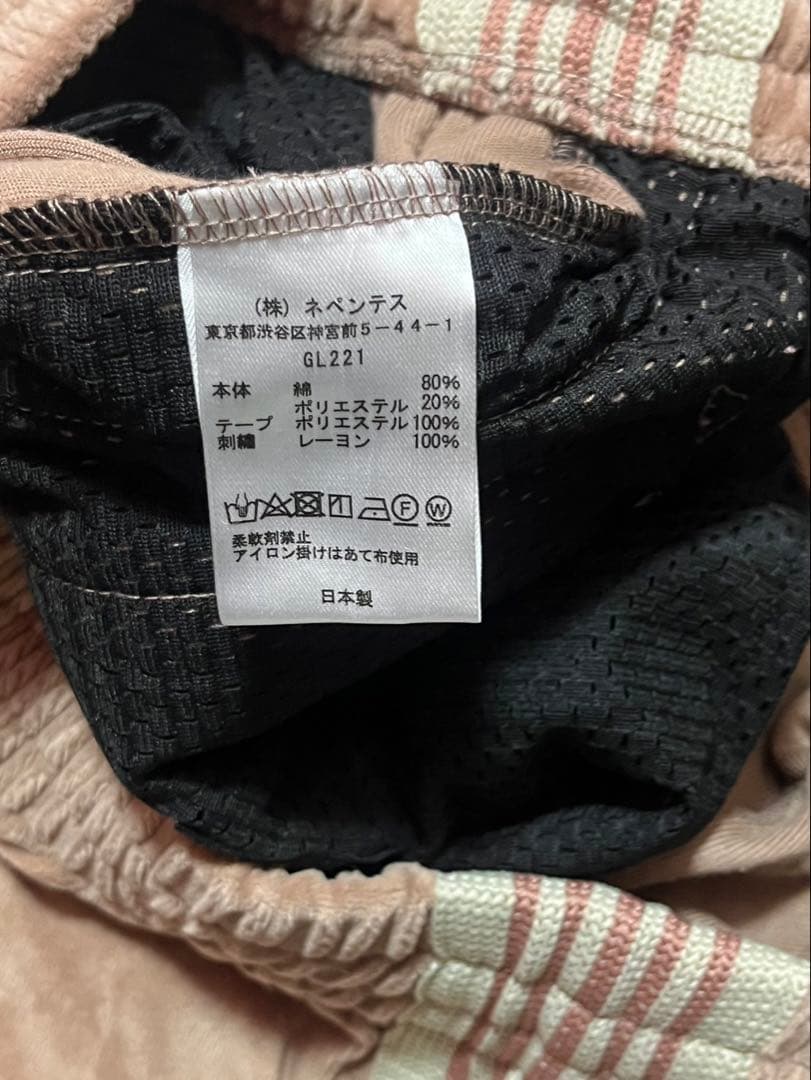 (株) ネペンテス
東京都渋谷区神宮前5-44-1
GL221
本体 綿 80%
ポリエステル 20%
テープ ポリエステル 100%
刺繍 レーヨン 100%
F W
柔軟剤禁止
アイロン掛けはあて布使用
日本製